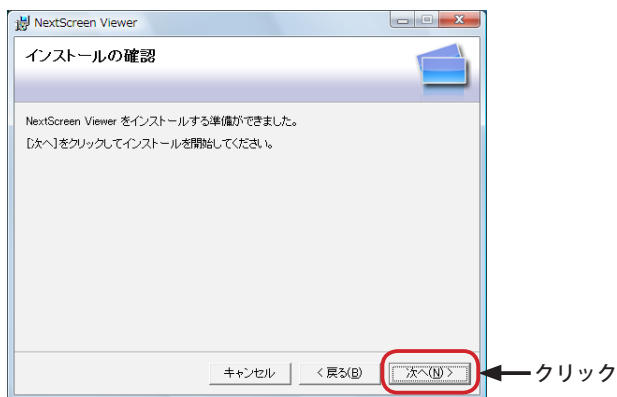 NextScreen Viewer
インストールの確認
NextScreen Viewer をインストールする準備ができました。
[次へ]をクリックしてインストールを開始してください。
キャンセル
< 戻る(B)
次へ(N) >
クリック